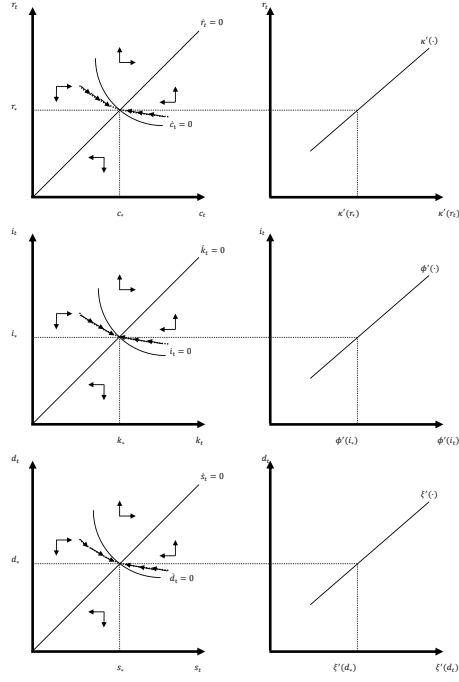 r_t
ṙ_t = 0
r_*
ċ_t = 0
c_*
c_t
r_t
κ′(·)
κ′(r_*)
κ′(r_t)
i_t
k̇_t = 0
i_*
i_t = 0
k_*
k_t
i_t
ϕ′(·)
ϕ′(i_*)
ϕ′(i_t)
d_t
ṡ_t = 0
d_*
ḋ_t = 0
s_*
s_t
d_t
ξ′(·)
ξ′(d_*)
ξ′(d_t)